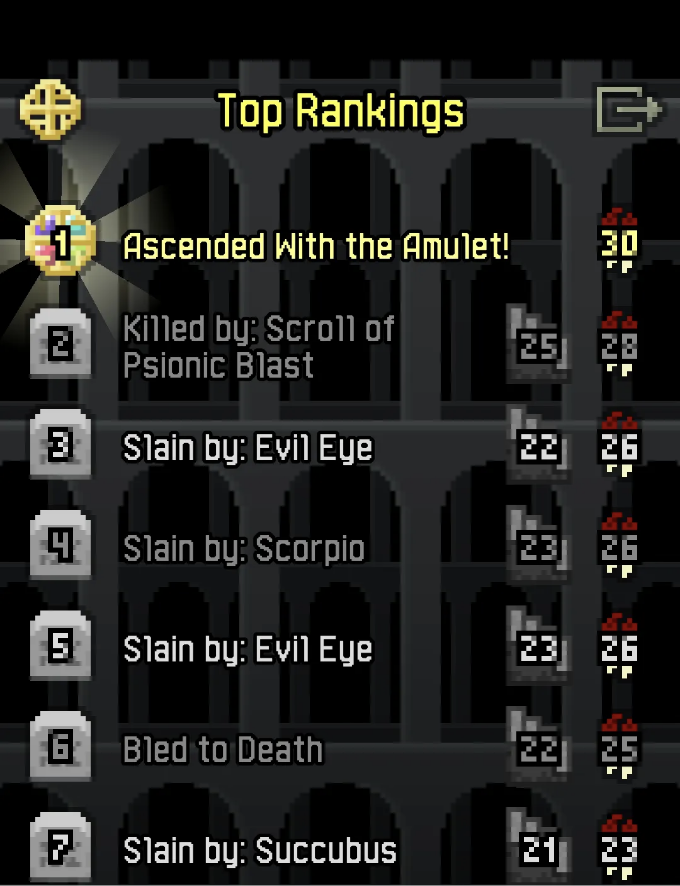 Top Rankings
1 Ascended With the Amulet! 30
2 Killed by: Scroll of
Psionic Blast 25 28
3 Slain by: Evil Eye 22 26
4 Slain by: Scorpio 23 26
5 Slain by: Evil Eye 23 26
6 Bled to Death 22 25
7 Slain by: Succubus 21 23